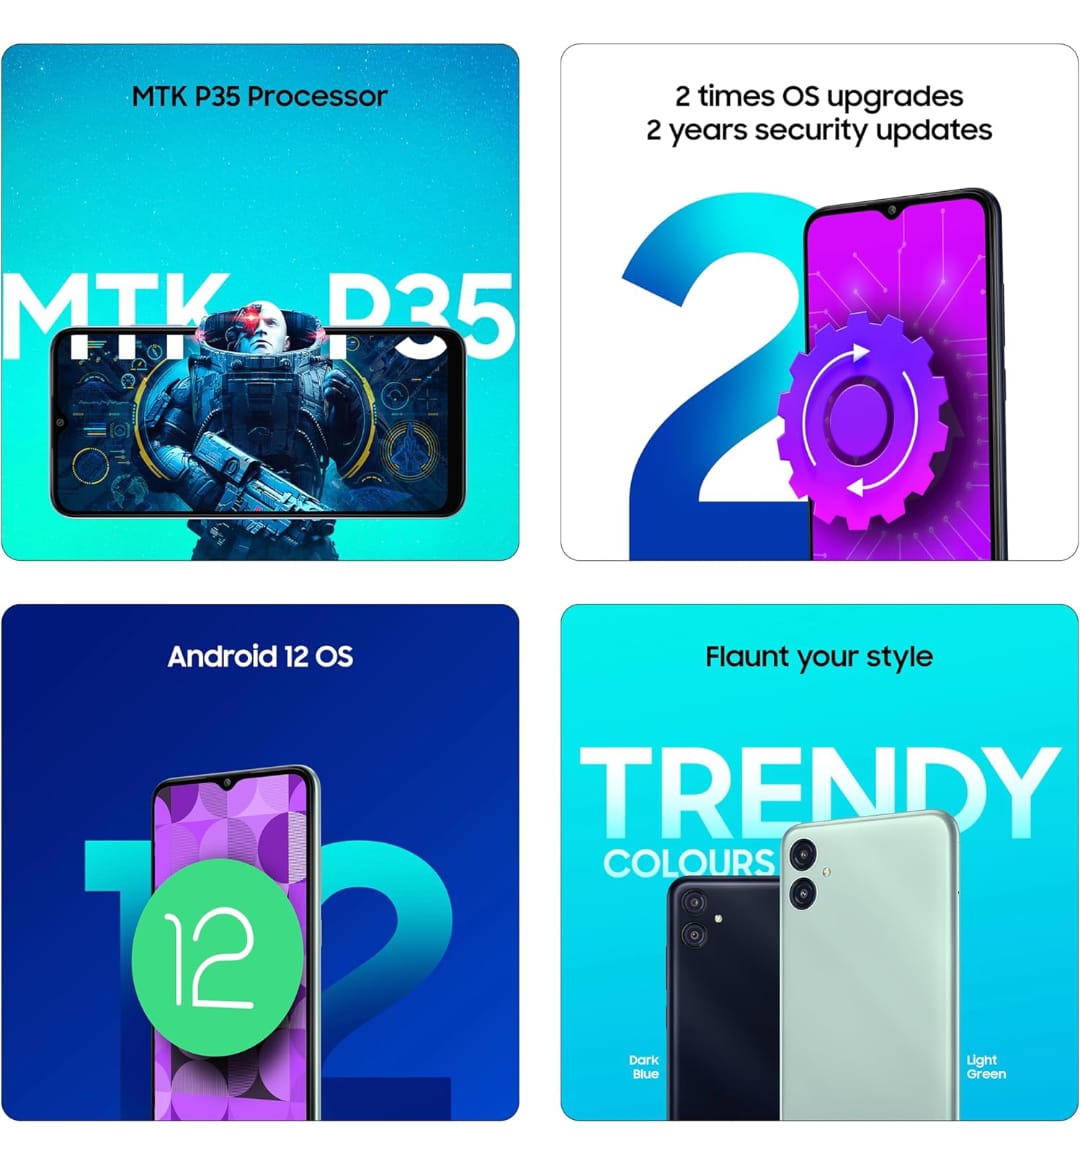 MTK P35 Processor
MTK P35
2 times OS upgrades
2 years security updates
2
Android 12 OS
12
12
Flaunt your style
TRENDY
COLOURS
Dark
Blue
Light
Green